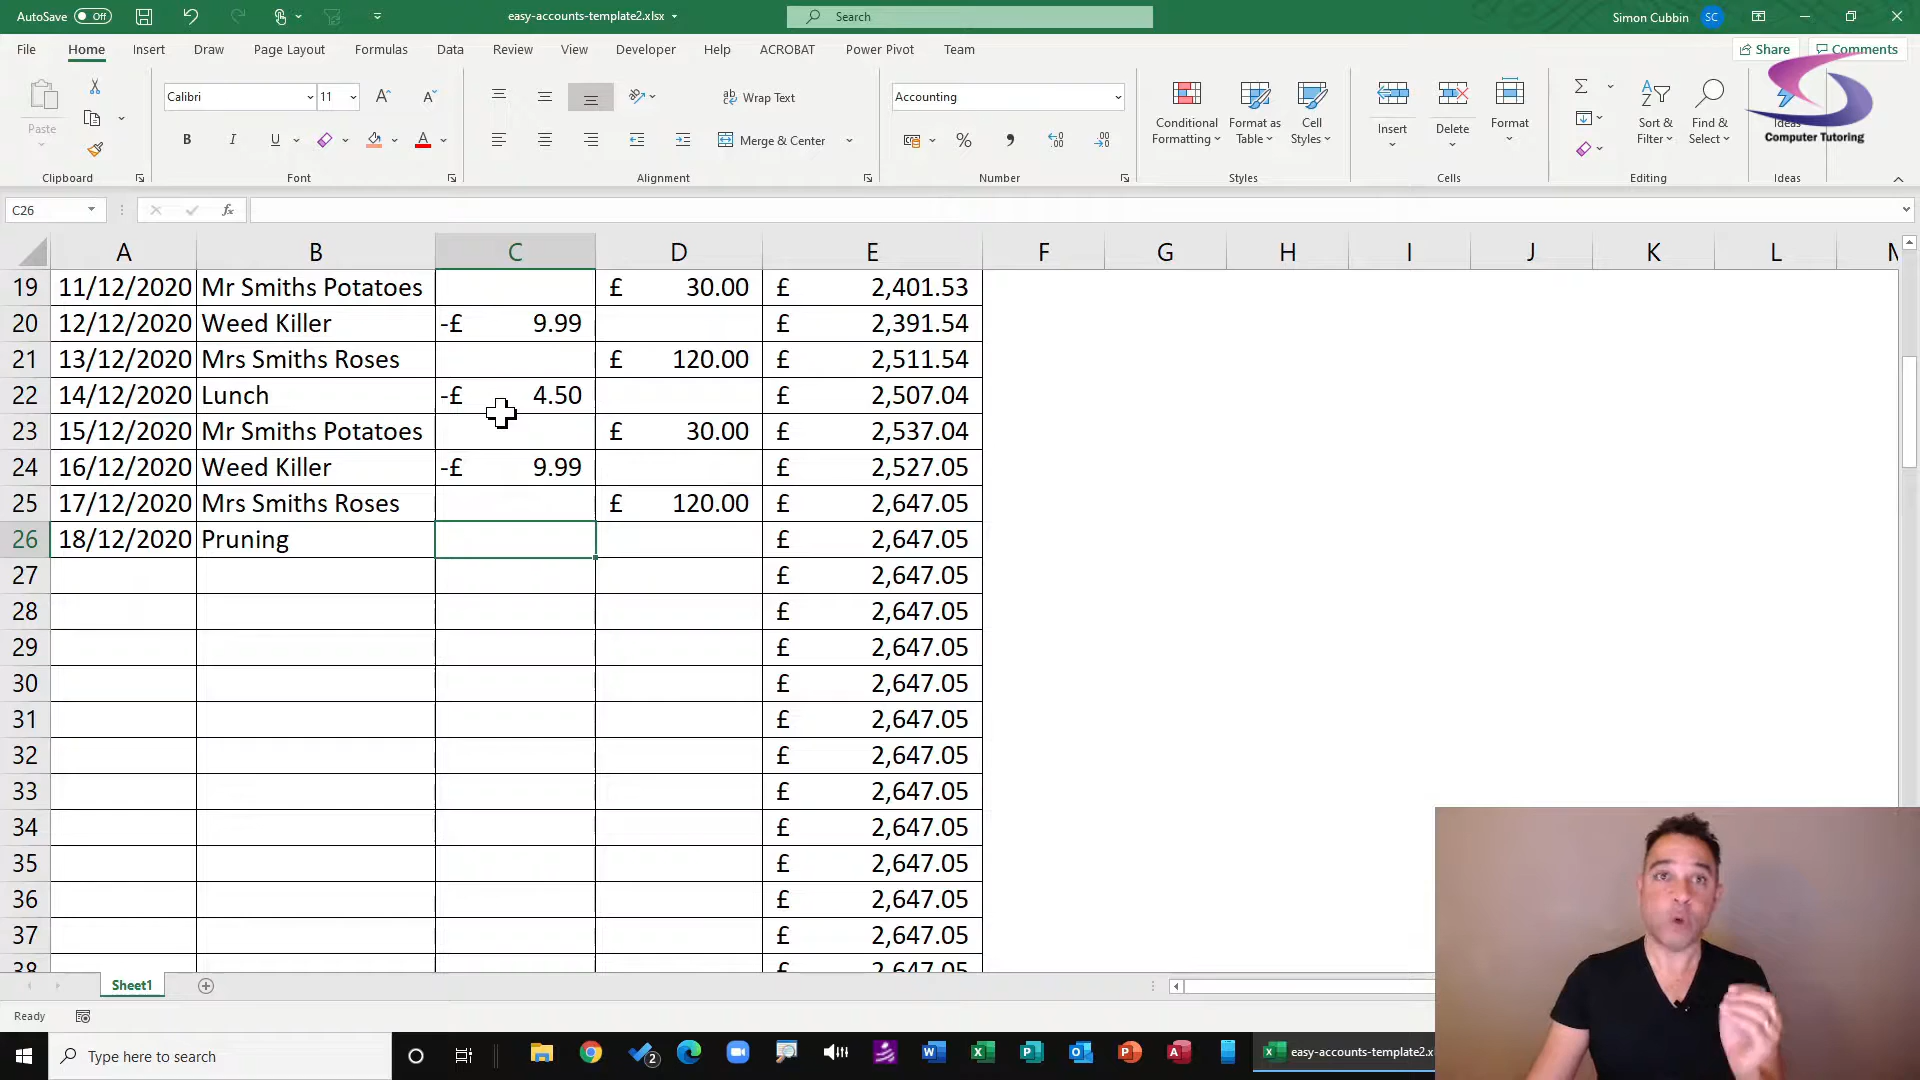 AutoSave Off easy-accounts-template2.xlsx Search Simon Cubbin SC
File Home Insert Draw Page Layout Formulas Data Review View Developer Help ACROBAT Power Pivot Team Share Comments
Calibri 11 Wrap Text Accounting
Paste B I U Merge & Center % , Conditional Formatting Format as Table Cell Styles Insert Delete Format Sort & Filter Find & Select Ideas
Computer Tutoring
Clipboard Font Alignment Number Styles Cells Editing Ideas
C26 fx
A B C D E F G H I J K L
19 11/12/2020 Mr Smiths Potatoes £ 30.00 £ 2,401.53
20 12/12/2020 Weed Killer -£ 9.99 £ 2,391.54
21 13/12/2020 Mrs Smiths Roses £ 120.00 £ 2,511.54
22 14/12/2020 Lunch -£ 4.50 £ 2,507.04
23 15/12/2020 Mr Smiths Potatoes £ 30.00 £ 2,537.04
24 16/12/2020 Weed Killer -£ 9.99 £ 2,527.05
25 17/12/2020 Mrs Smiths Roses £ 120.00 £ 2,647.05
26 18/12/2020 Pruning £ 2,647.05
27 £ 2,647.05
28 £ 2,647.05
29 £ 2,647.05
30 £ 2,647.05
31 £ 2,647.05
32 £ 2,647.05
33 £ 2,647.05
34 £ 2,647.05
35 £ 2,647.05
36 £ 2,647.05
37 £ 2,647.05
38 £ 2,647.05
Sheet1
Ready
Type here to search 2 easy-accounts-template2.x